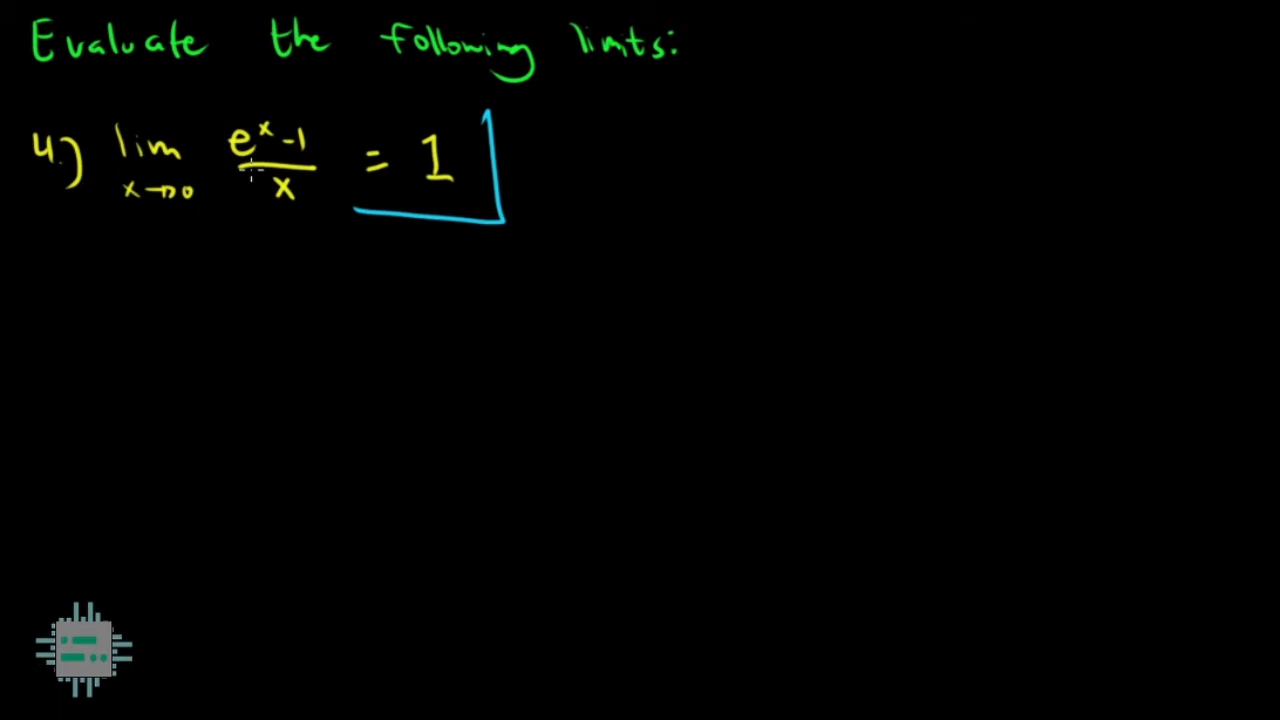 Evaluate the following limits:
4.) lim x→0 e^x -1 / x = 1